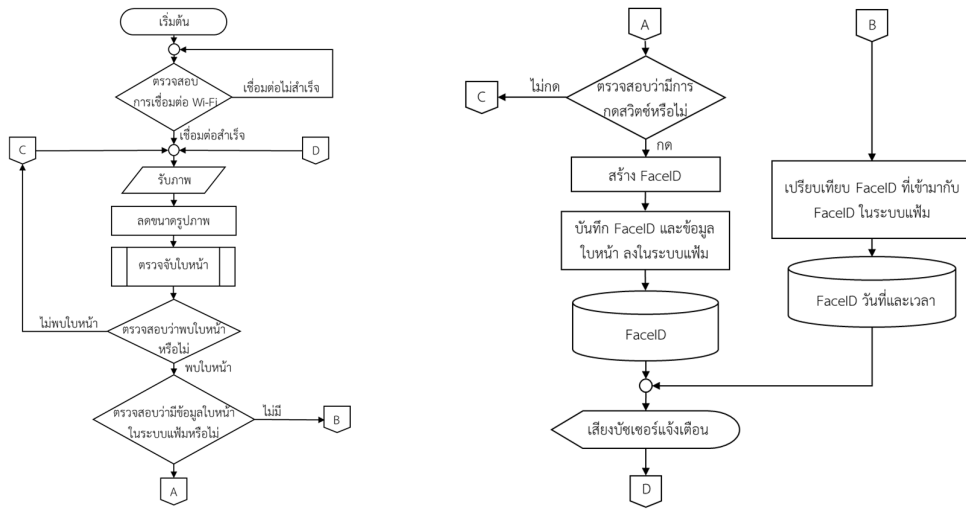 เริ่มต้น
ตรวจสอบ
การเชื่อมต่อ Wi-Fi
เชื่อมต่อไม่สำเร็จ
เชื่อมต่อสำเร็จ
C
D
รับภาพ
ลดขนาดรูปภาพ
ตรวจจับใบหน้า
ไม่พบใบหน้า
ตรวจสอบว่าพบใบหน้า
หรือไม่
พบใบหน้า
ตรวจสอบว่ามีข้อมูลใบหน้า
ในระบบแฟ้มหรือไม่
ไม่มี
B
A
A
ตรวจสอบว่ามีการ
กดสวิตซ์หรือไม่
ไม่กด
C
กด
สร้าง FaceID
บันทึก FaceID และข้อมูล
ใบหน้า ลงในระบบแฟ้ม
FaceID
B
เปรียบเทียบ FaceID ที่เข้ามากับ
FaceID ในระบบแฟ้ม
FaceID วันที่และเวลา
เสียงบัซเซอร์แจ้งเตือน
D